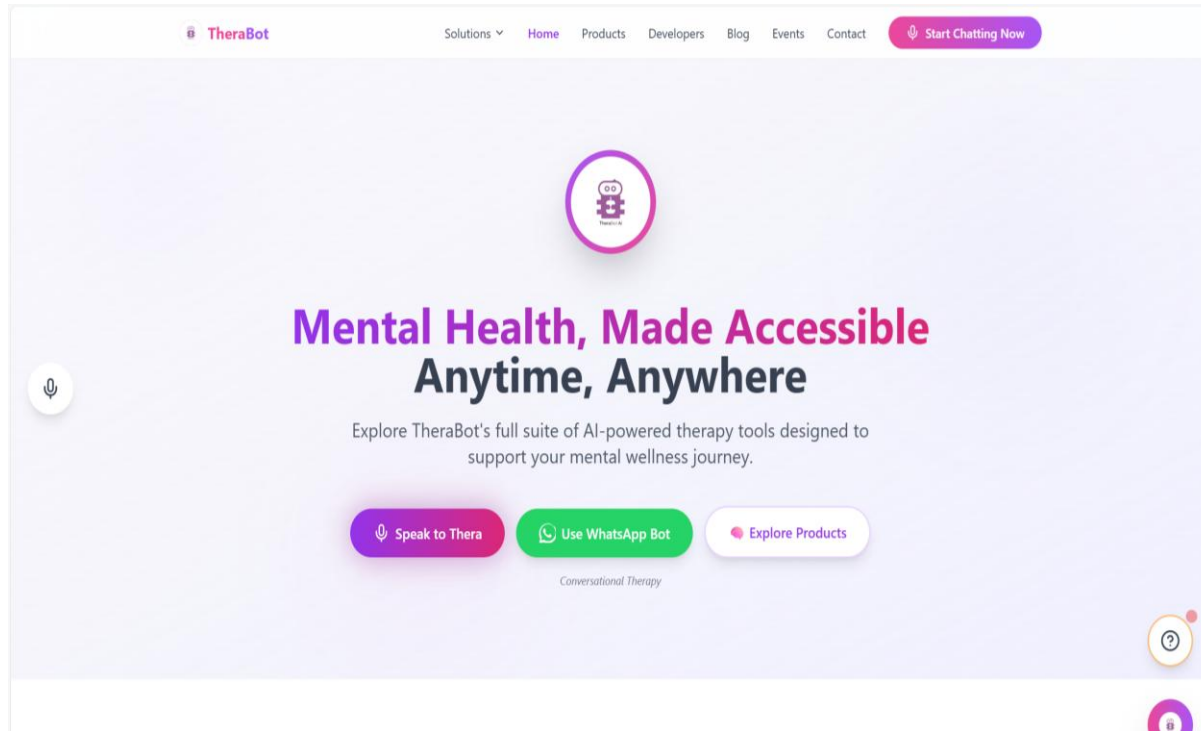 TheraBot
Solutions Home Products Developers Blog Events Contact Start Chatting Now
TheraBot AI
Mental Health, Made Accessible
Anytime, Anywhere
Explore TheraBot's full suite of AI-powered therapy tools designed to
support your mental wellness journey.
Speak to Thera
Use WhatsApp Bot
Explore Products
Conversational Therapy